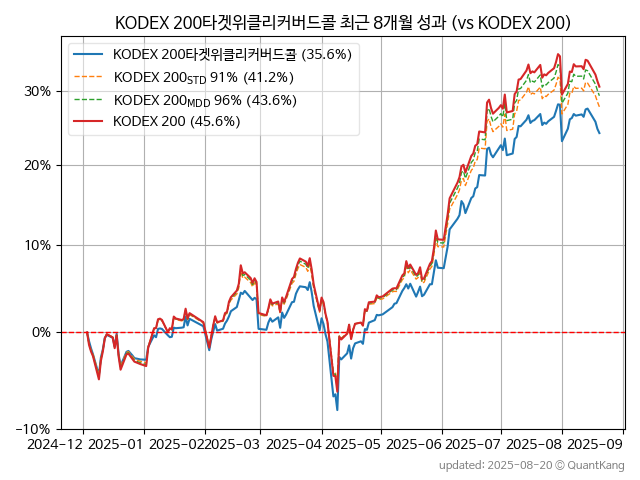 KODEX 200타겟위클리커버드콜 최근 8개월 성과 (vs KODEX 200)
KODEX 200타겟위클리커버드콜 (35.6%)
KODEX 200STD 91% (41.2%)
KODEX 200MDD 96% (43.6%)
KODEX 200 (45.6%)
30%
20%
10%
0%
−10%
2024-12 2025-01 2025-02 2025-03 2025-04 2025-05 2025-06 2025-07 2025-08 2025-09
updated: 2025-08-20 © QuantKang